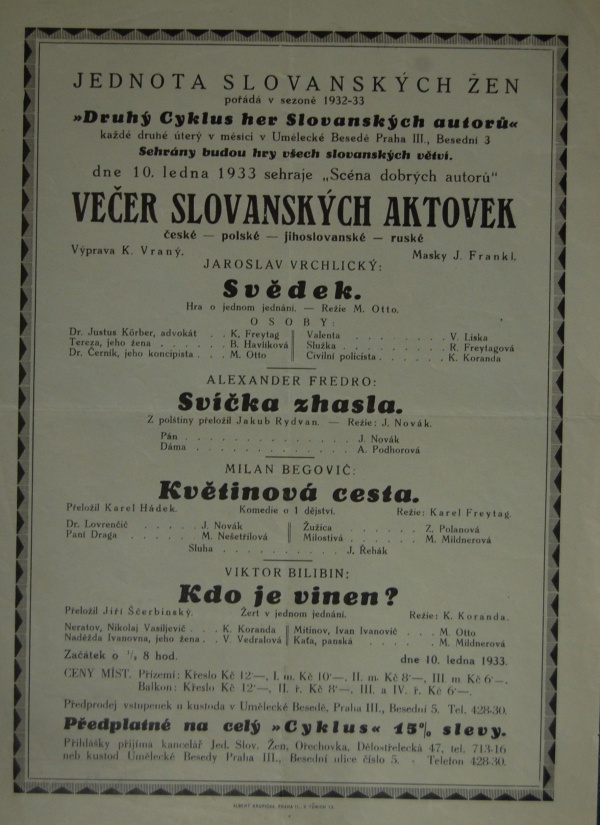 JEDNOTA SLOVANSKÝCH ŽEN
pořádá v sezoně 1932-33
»Druhý Cyklus her Slovanských autorů«
každé druhé úterý v měsíci v Umělecké Besedě Praha III., Besední 3
Sehrány budou hry všech slovanských větví.
dne 10. ledna 1933 sehraje „Scéna dobrých autorů"
VEČER SLOVANSKÝCH AKTOVEK
české — polské — jihoslovanské — ruské
Výprava K. Vraný. Masky J. Frankl.
JAROSLAV VRCHLICKÝ:
Svědek.
Hra o jednom jednání. — Režie M. Otto.
OSOBY:
Dr. Justus Körber, advokát . . K. Freytag Valenta . . . . . . . . V. Liska
Tereza, jeho žena . . . . . B. Havlíková Služka . . . . . . . . . R. Freytagová
Dr. Černík, jeho koncipista . . . M. Otto Civilní policista . . . . . K. Koranda
ALEXANDER FREDRO:
Svíčka zhasla.
Z polštiny přeložil Jakub Rydvan. — Režie: J. Novák.
Pán . . . . . . . . . . . . . J. Novák
Dáma . . . . . . . . . . . . A. Podhorová
MILAN BEGOVIĆ:
Květinová cesta.
Přeložil Karel Hádek. Komedie o 1 dějství. Režie: Karel Freytag.
Dr. Lovrenčič . . . . . J. Novák Žužica . . . . . . Z. Polanová
Paní Draga . . . . . . M. Nešetřilová Milostivá . . . . . . M. Mildnerová
Sluha . . . . . . . . . J. Řehák
VIKTOR BILIBIN:
Kdo je vinen?
Přeložil Jiří Ščerbinský. Žert v jednom jednání. Režie: K. Koranda.
Neratov, Nikolaj Vasiljevič . . . K. Koranda Mitinov, Ivan Ivanovič . . . M. Otto
Naděžda Ivanovna, jeho žena . . V. Vedralová Kaťa, panská . . . . . M. Mildnerová
Začátek o ½ 8 hod. dne 10. ledna 1933.
CENY MÍST. Přízemí: Křeslo Kč 12·—, I. m. Kč 10·—. II. m. Kč 8·—, III. m. Kč 6·—.
Balkon: Křeslo Kč 12·—, II. ř. Kč 8·—. III. a IV. ř. Kč 6·—.
Předprodej vstupenek u kustoda v Umělecké Besedě, Praha III., Besední 5. Tel. 428-30.
Předplatné na celý »Cyklus« 15% slevy.
Přihlášky přijímá kancelář Jed. Slov. Žen, Ořechovka, Dělostřelecká 47, tel. 713-16
neb kustod Umělecké Besedy Praha III., Besední ulice číslo 5. - Telefon 428-30.